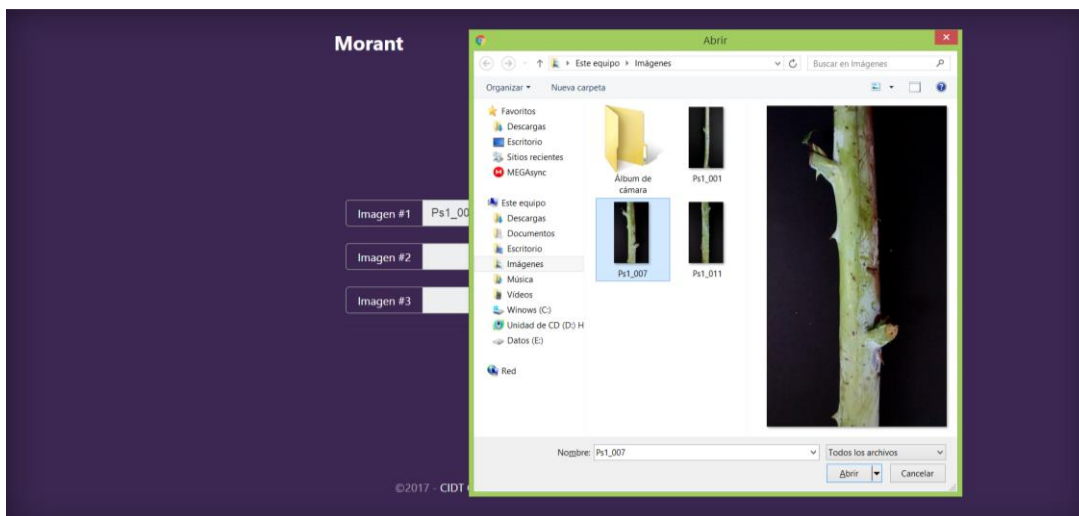 Morant
Imagen #1 Ps1_00
Imagen #2
Imagen #3
©2017 - CIDT
Abrir
Este equipo ▸ Imágenes
Buscar en Imágenes
Organizar
Nueva carpeta
Favoritos
Descargas
Escritorio
Sitios recientes
MEGAsync
Este equipo
Descargas
Documentos
Escritorio
Imágenes
Música
Vídeos
Winows (C:)
Unidad de CD (D:) H
Datos (E:)
Red
Álbum de
cámara
Ps1_001
Ps1_007
Ps1_011
Nombre: Ps1_007
Todos los archivos
Abrir
Cancelar